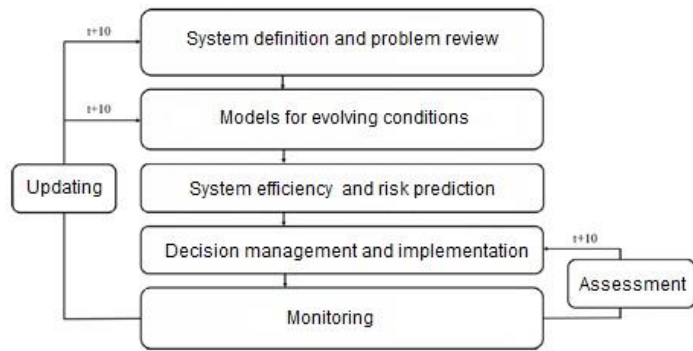 t+10
System definition and problem review
t+10
Models for evolving conditions
Updating
System efficiency and risk prediction
Decision management and implementation
t+10
Assessment
Monitoring